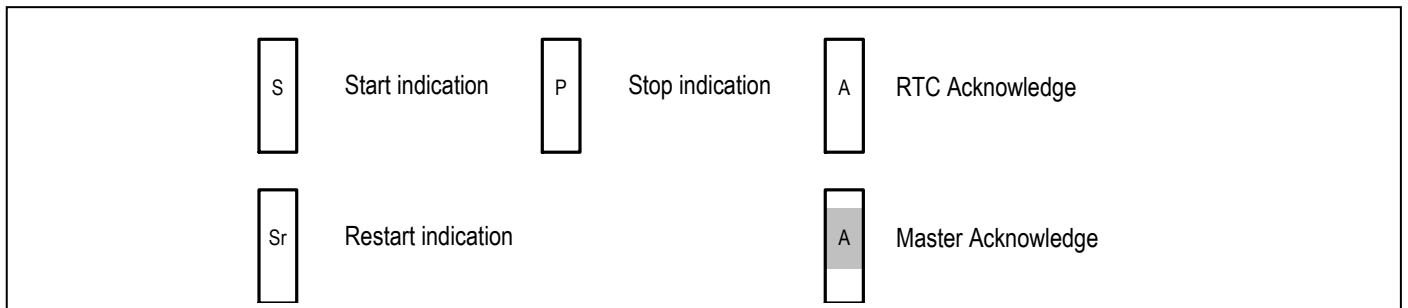 S Start indication P Stop indication A RTC Acknowledge
Sr Restart indication A Master Acknowledge